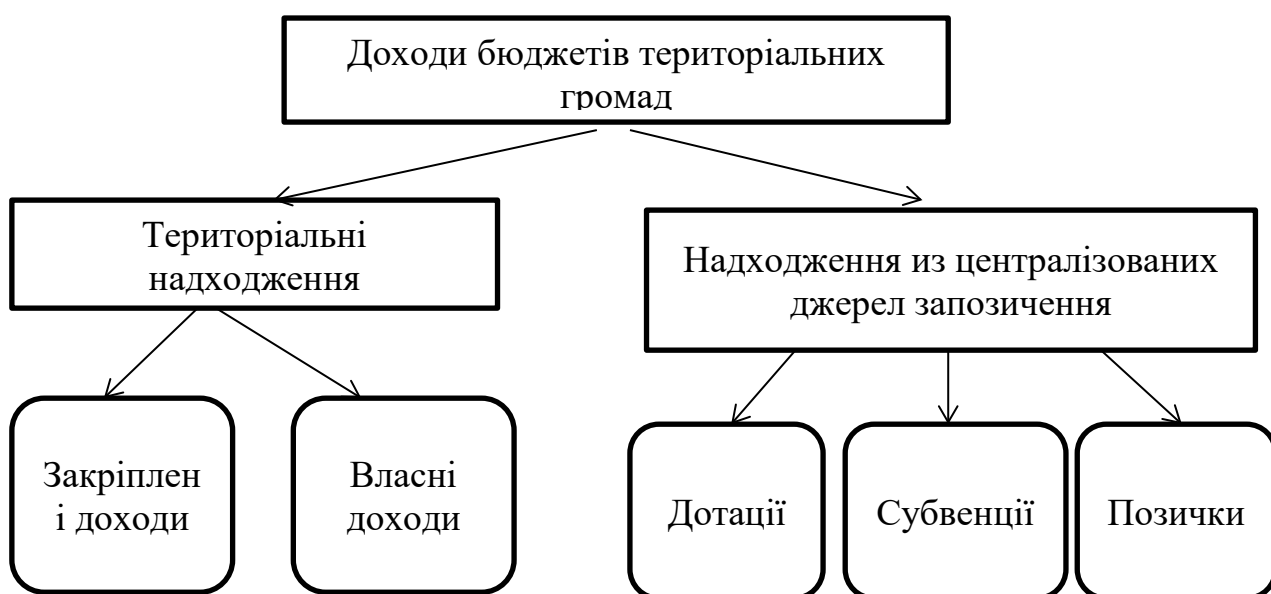 Доходи бюджетів територіальних
громад
Територіальні
надходження
Надходження из централізованих
джерел запозичення
Закріплен
і доходи
Власні
доходи
Дотації
Субвенції
Позички